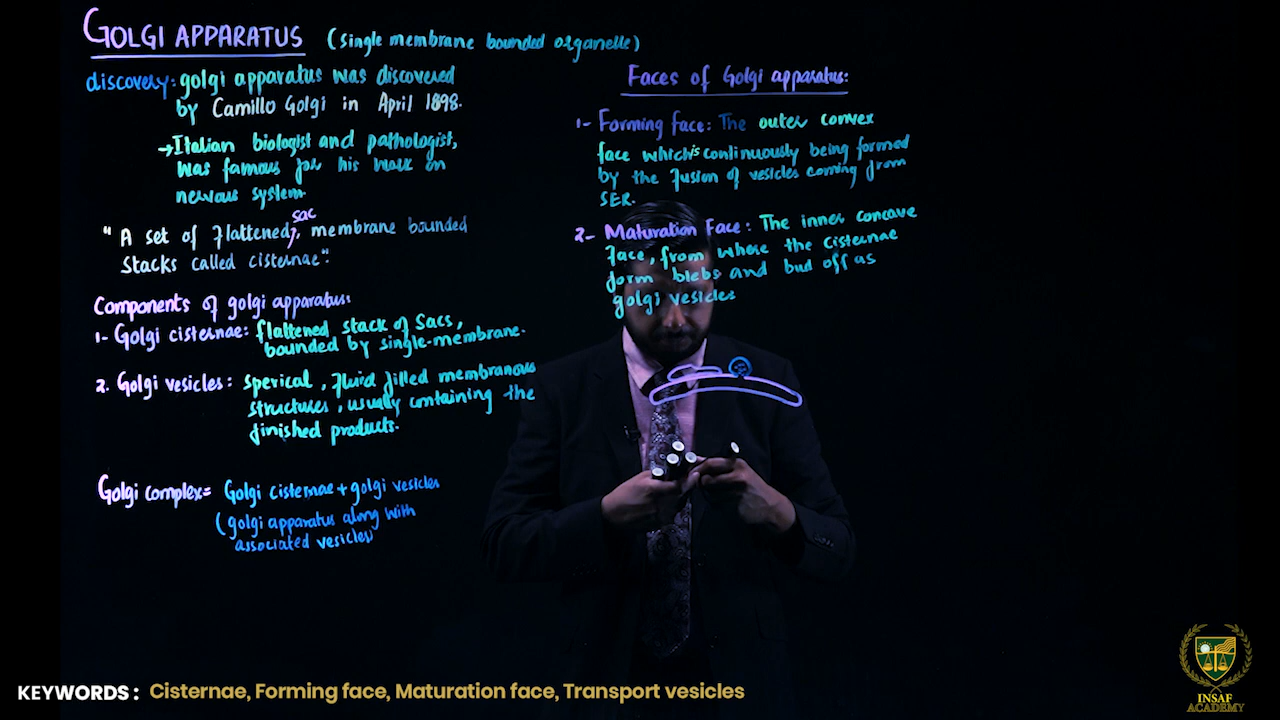 GOLGI APPARATUS (single membrane bounded organelle)
discovery: golgi apparatus was discovered
by Camillo Golgi in April 1898.
→Italian biologist and pathologist,
was famous for his work on
nervous system.
sac
"A set of flattened, membrane bounded
stacks called cisternae".
Components of golgi apparatus:
1- Golgi cisternae: flattened stack of Sacs,
bounded by single-membrane.
2. Golgi vesicles: sperical, fluid filled membranous
structures, usually containing the
finished products.
Golgi complex= Golgi cisternae + golgi vesicles
(golgi apparatus along with
associated vesicles)
Faces of Golgi apparatus:
1- Forming face: The outer convex
face which is continuously being formed
by the fusion of vesicles coming from
SER.
2- Maturation Face: The inner concave
face, from where the cisternae
form blebs and bud off as
golgi vesicles
KEYWORDS: Cisternae, Forming face, Maturation face, Transport vesicles
INSAF
ACADEMY